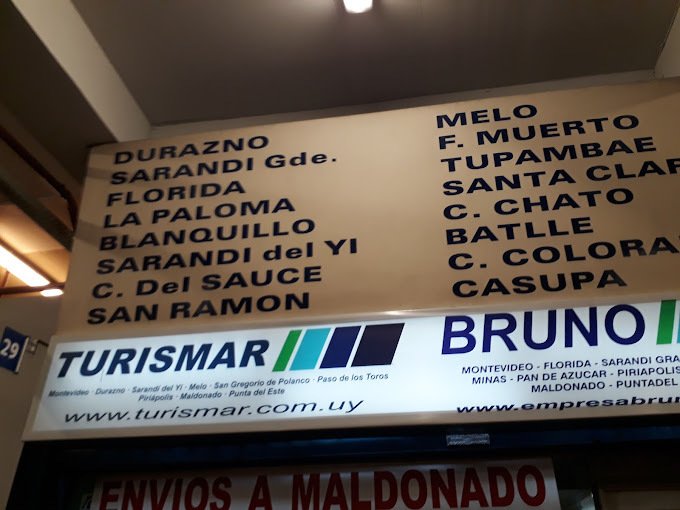 DURAZNO
SARANDI Gde.
FLORIDA
LA PALOMA
BLANQUILLO
SARANDI del YI
C. Del SAUCE
SAN RAMON
MELO
F. MUERTO
TUPAMBAE
SANTA CLAR
C. CHATO
BATLLE
C. COLORA
CASUPA
29
TURISMAR
Montevideo - Durazno - Sarandi del Yi - Melo - San Gregorio de Polanco - Paso de los Toros
Piriápolis - Maldonado - Punta del Este
www.turismar.com.uy
BRUNO
MONTEVIDEO - FLORIDA - SARANDI GRA
MINAS - PAN DE AZUCAR - PIRIAPOLIS
MALDONADO - PUNTADEL
www.empresabrun
ENVIOS A MALDONADO